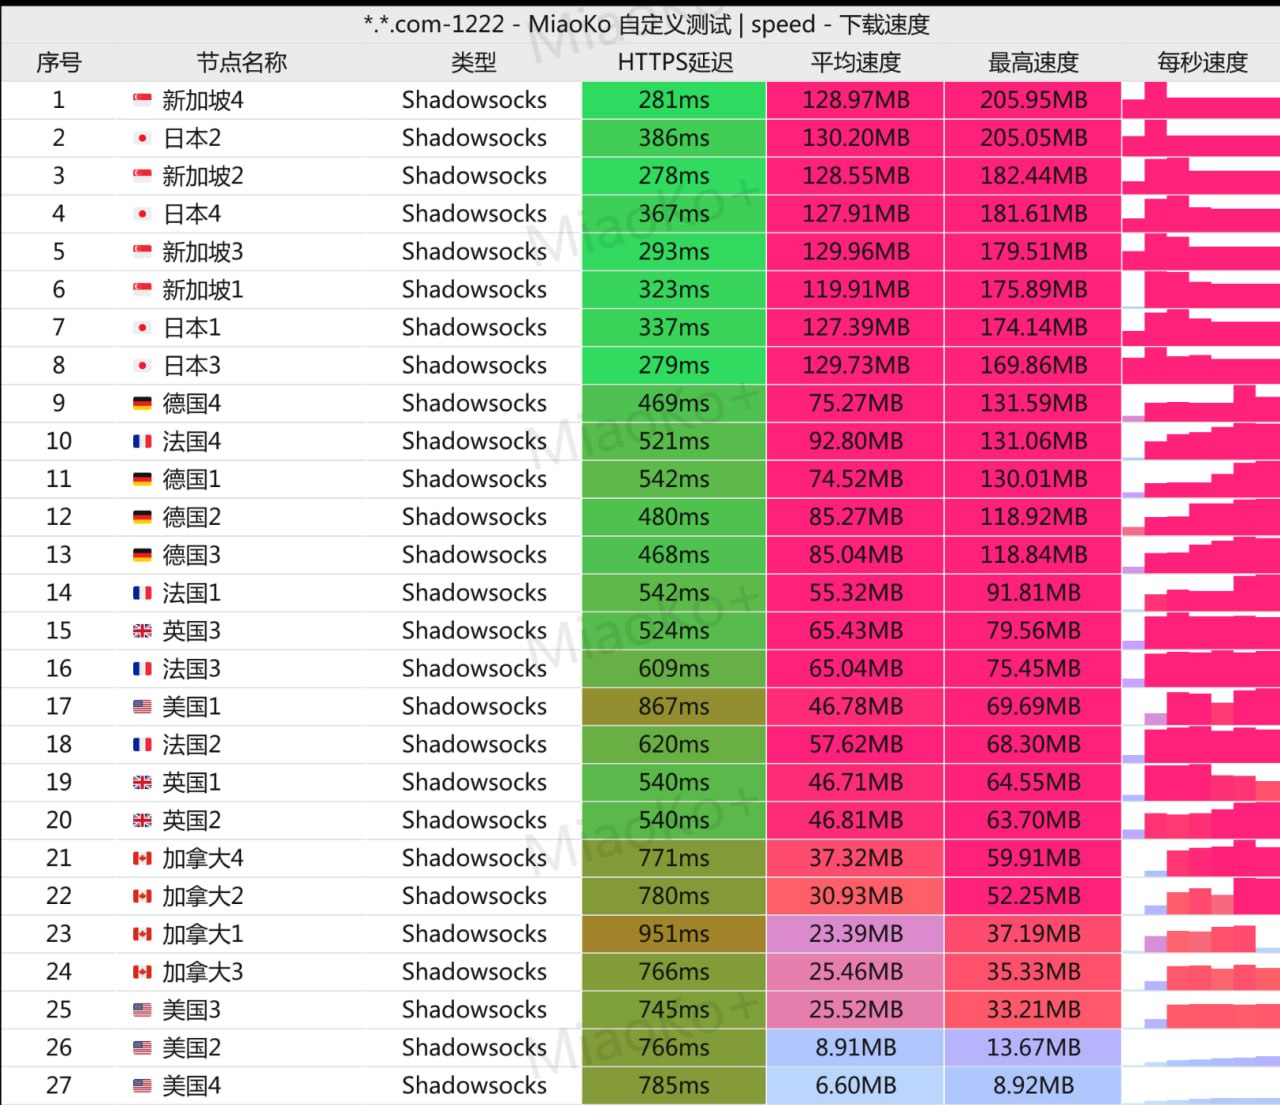 *.*.com-1222 - MiaoKo 自定义测试 | speed - 下载速度
序号 节点名称 类型 HTTPS延迟 平均速度 最高速度 每秒速度
1 新加坡4 Shadowsocks 281ms 128.97MB 205.95MB
2 日本2 Shadowsocks 386ms 130.20MB 205.05MB
3 新加坡2 Shadowsocks 278ms 128.55MB 182.44MB
4 日本4 Shadowsocks 367ms 127.91MB 181.61MB
5 新加坡3 Shadowsocks 293ms 129.96MB 179.51MB
6 新加坡1 Shadowsocks 323ms 119.91MB 175.89MB
7 日本1 Shadowsocks 337ms 127.39MB 174.14MB
8 日本3 Shadowsocks 279ms 129.73MB 169.86MB
9 德国4 Shadowsocks 469ms 75.27MB 131.59MB
10 法国4 Shadowsocks 521ms 92.80MB 131.06MB
11 德国1 Shadowsocks 542ms 74.52MB 130.01MB
12 德国2 Shadowsocks 480ms 85.27MB 118.92MB
13 德国3 Shadowsocks 468ms 85.04MB 118.84MB
14 法国1 Shadowsocks 542ms 55.32MB 91.81MB
15 英国3 Shadowsocks 524ms 65.43MB 79.56MB
16 法国3 Shadowsocks 609ms 65.04MB 75.45MB
17 美国1 Shadowsocks 867ms 46.78MB 69.69MB
18 法国2 Shadowsocks 620ms 57.62MB 68.30MB
19 英国1 Shadowsocks 540ms 46.71MB 64.55MB
20 英国2 Shadowsocks 540ms 46.81MB 63.70MB
21 加拿大4 Shadowsocks 771ms 37.32MB 59.91MB
22 加拿大2 Shadowsocks 780ms 30.93MB 52.25MB
23 加拿大1 Shadowsocks 951ms 23.39MB 37.19MB
24 加拿大3 Shadowsocks 766ms 25.46MB 35.33MB
25 美国3 Shadowsocks 745ms 25.52MB 33.21MB
26 美国2 Shadowsocks 766ms 8.91MB 13.67MB
27 美国4 Shadowsocks 785ms 6.60MB 8.92MB
MiaoKo+
MiaoKo+
MiaoKo+
MiaoKo+
MiaoKo+